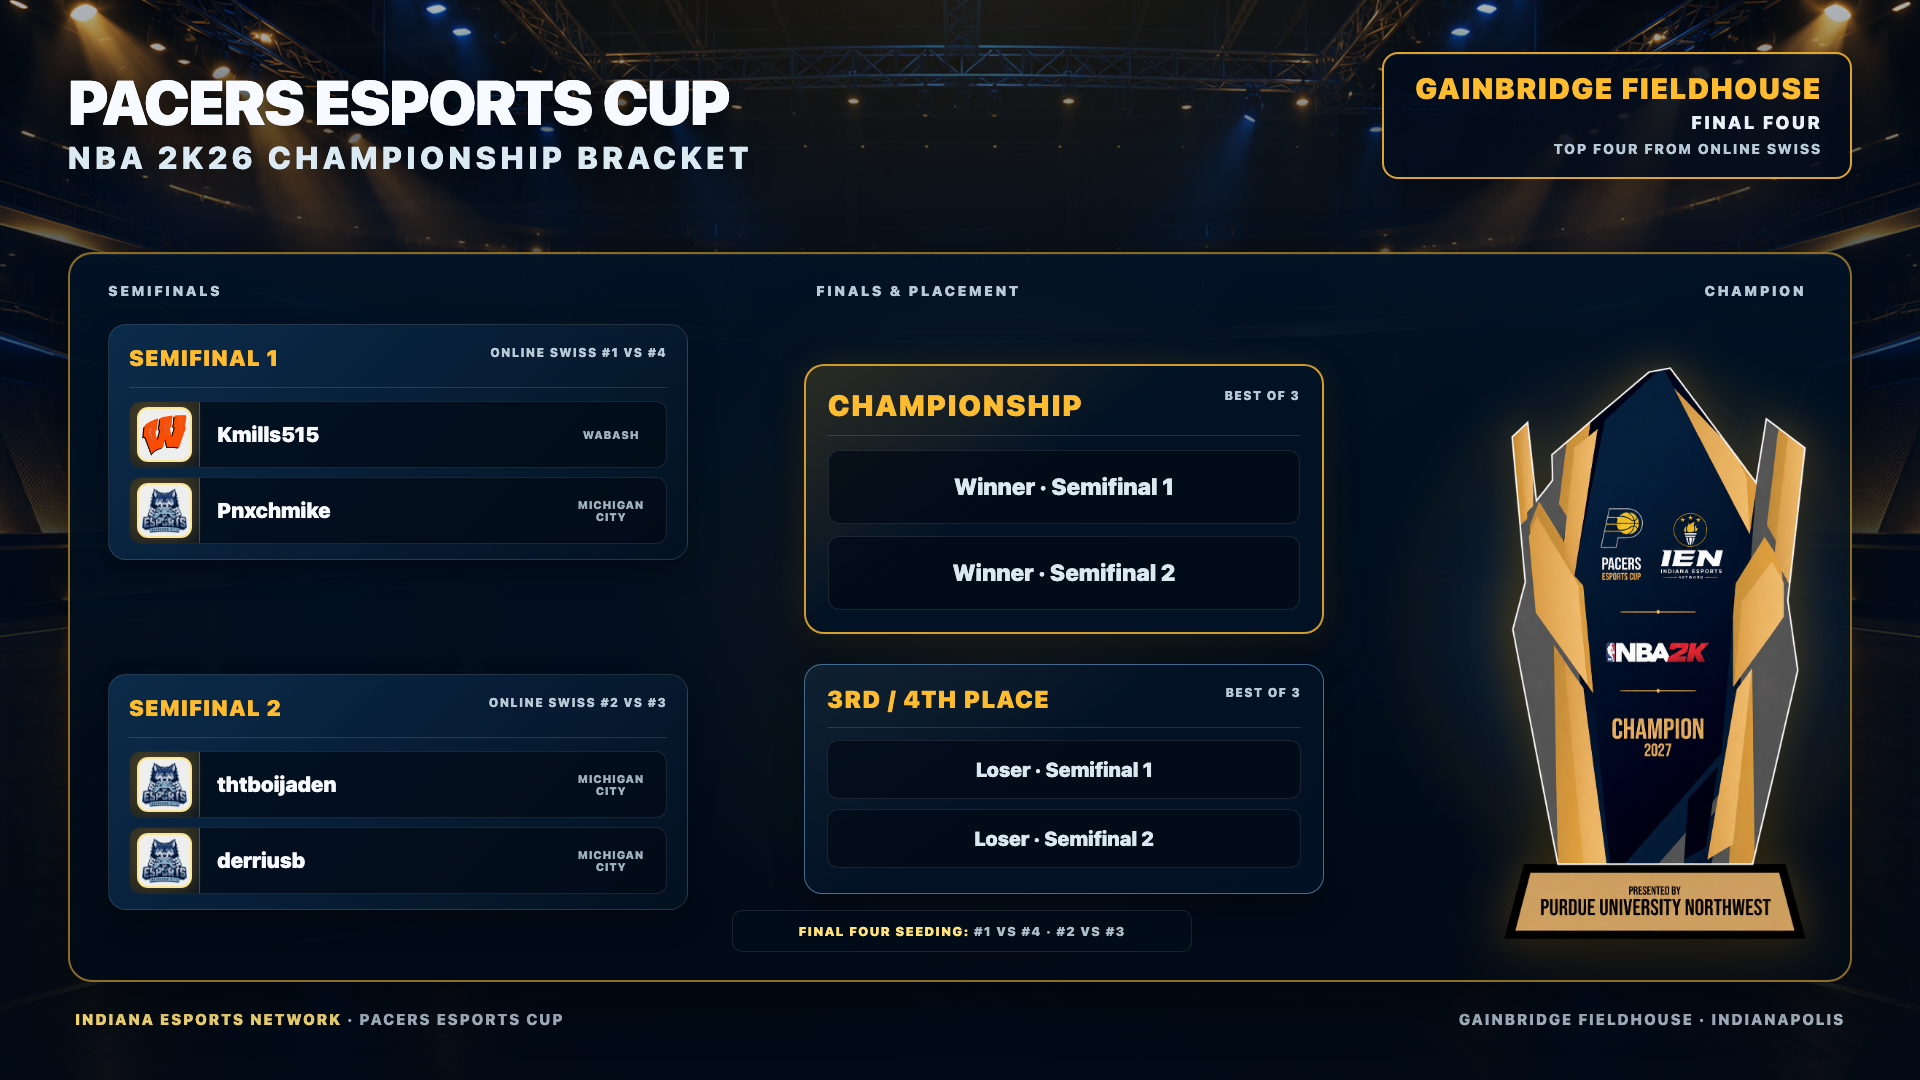 PACERS ESPORTS CUP
NBA 2K26 CHAMPIONSHIP BRACKET
GAINBRIDGE FIELDHOUSE
FINAL FOUR
TOP FOUR FROM ONLINE SWISS
SEMIFINALS
FINALS & PLACEMENT
CHAMPION
SEMIFINAL 1
ONLINE SWISS #1 VS #4
W
Kmills515
WABASH
ESPORTS
Pnxchmike
MICHIGAN
CITY
SEMIFINAL 2
ONLINE SWISS #2 VS #3
ESPORTS
thtboijaden
MICHIGAN
CITY
ESPORTS
derriusb
MICHIGAN
CITY
CHAMPIONSHIP
BEST OF 3
Winner · Semifinal 1
Winner · Semifinal 2
3RD / 4TH PLACE
BEST OF 3
Loser · Semifinal 1
Loser · Semifinal 2
FINAL FOUR SEEDING: #1 VS #4 · #2 VS #3
PACERS
ESPORTS CUP
IEN
INDIANA ESPORTS
NETWORK
NBA2K
CHAMPION
2027
PRESENTED BY
PURDUE UNIVERSITY NORTHWEST
INDIANA ESPORTS NETWORK · PACERS ESPORTS CUP
GAINBRIDGE FIELDHOUSE · INDIANAPOLIS